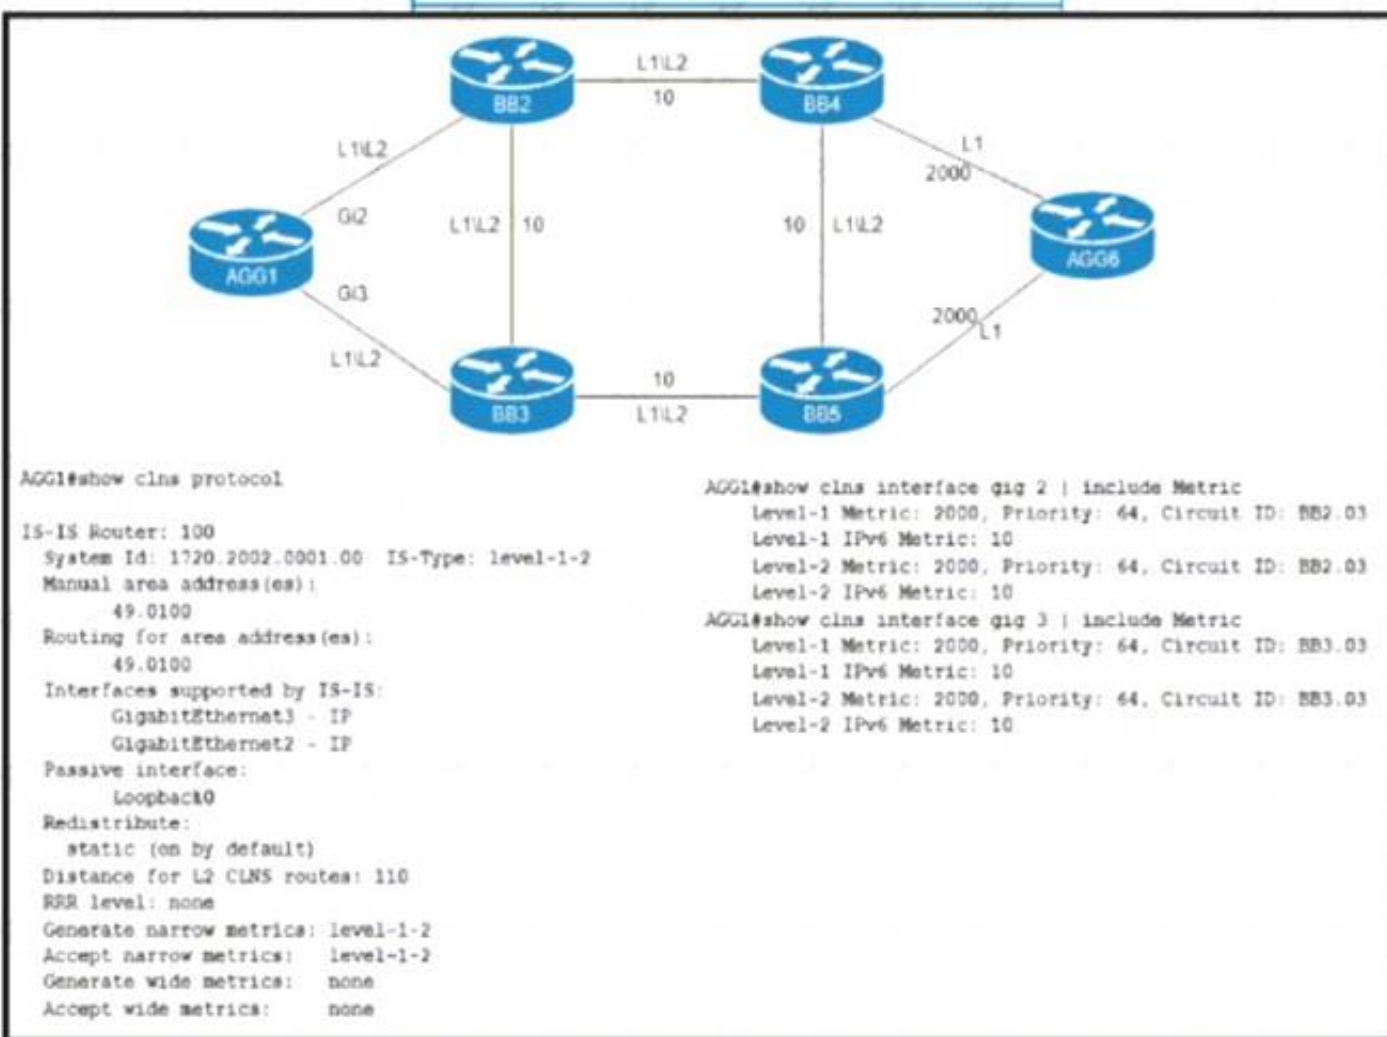 BB2
L1\L2
10
BB4
L1\L2
Gi2
L1\L2
10
10
L1\L2
L1
2000
AGG1
AGG6
Gi3
L1\L2
2000
L1
BB3
10
L1\L2
BB5
AGG1#show clns protocol
IS-IS Router: 100
System Id: 1720.2002.0001.00 IS-Type: level-1-2
Manual area address(es):
49.0100
Routing for area address(es):
49.0100
Interfaces supported by IS-IS:
GigabitEthernet3 - IP
GigabitEthernet2 - IP
Passive interface:
Loopback0
Redistribute:
static (on by default)
Distance for L2 CLNS routes: 110
RRR level: none
Generate narrow metrics: level-1-2
Accept narrow metrics: level-1-2
Generate wide metrics: none
Accept wide metrics: none
AGG1#show clns interface gig 2 | include Metric
Level-1 Metric: 2000, Priority: 64, Circuit ID: BB2.03
Level-1 IPv6 Metric: 10
Level-2 Metric: 2000, Priority: 64, Circuit ID: BB2.03
Level-2 IPv6 Metric: 10
AGG1#show clns interface gig 3 | include Metric
Level-1 Metric: 2000, Priority: 64, Circuit ID: BB3.03
Level-1 IPv6 Metric: 10
Level-2 Metric: 2000, Priority: 64, Circuit ID: BB3.03
Level-2 IPv6 Metric: 10